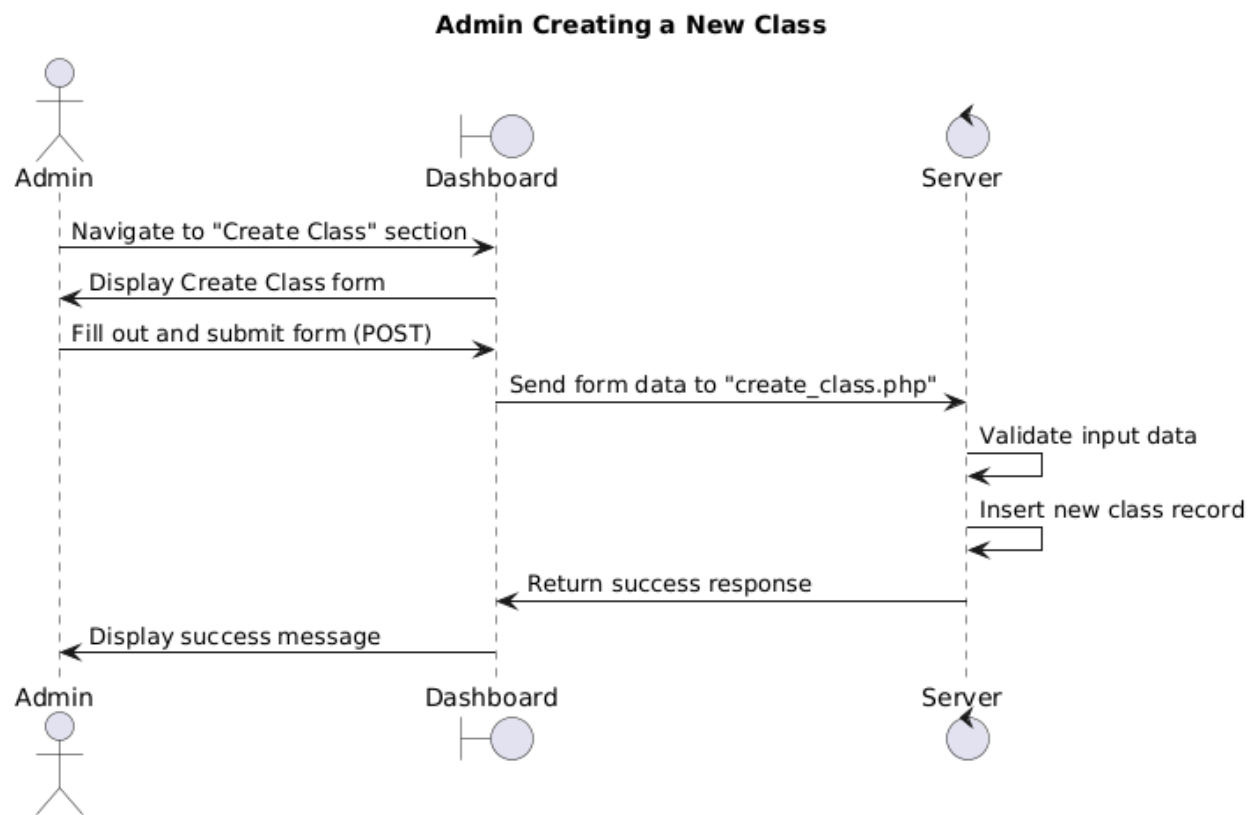 Admin Creating a New Class
Admin
Dashboard
Server
Navigate to "Create Class" section
Display Create Class form
Fill out and submit form (POST)
Send form data to "create_class.php"
Validate input data
Insert new class record
Return success response
Display success message
Admin
Dashboard
Server